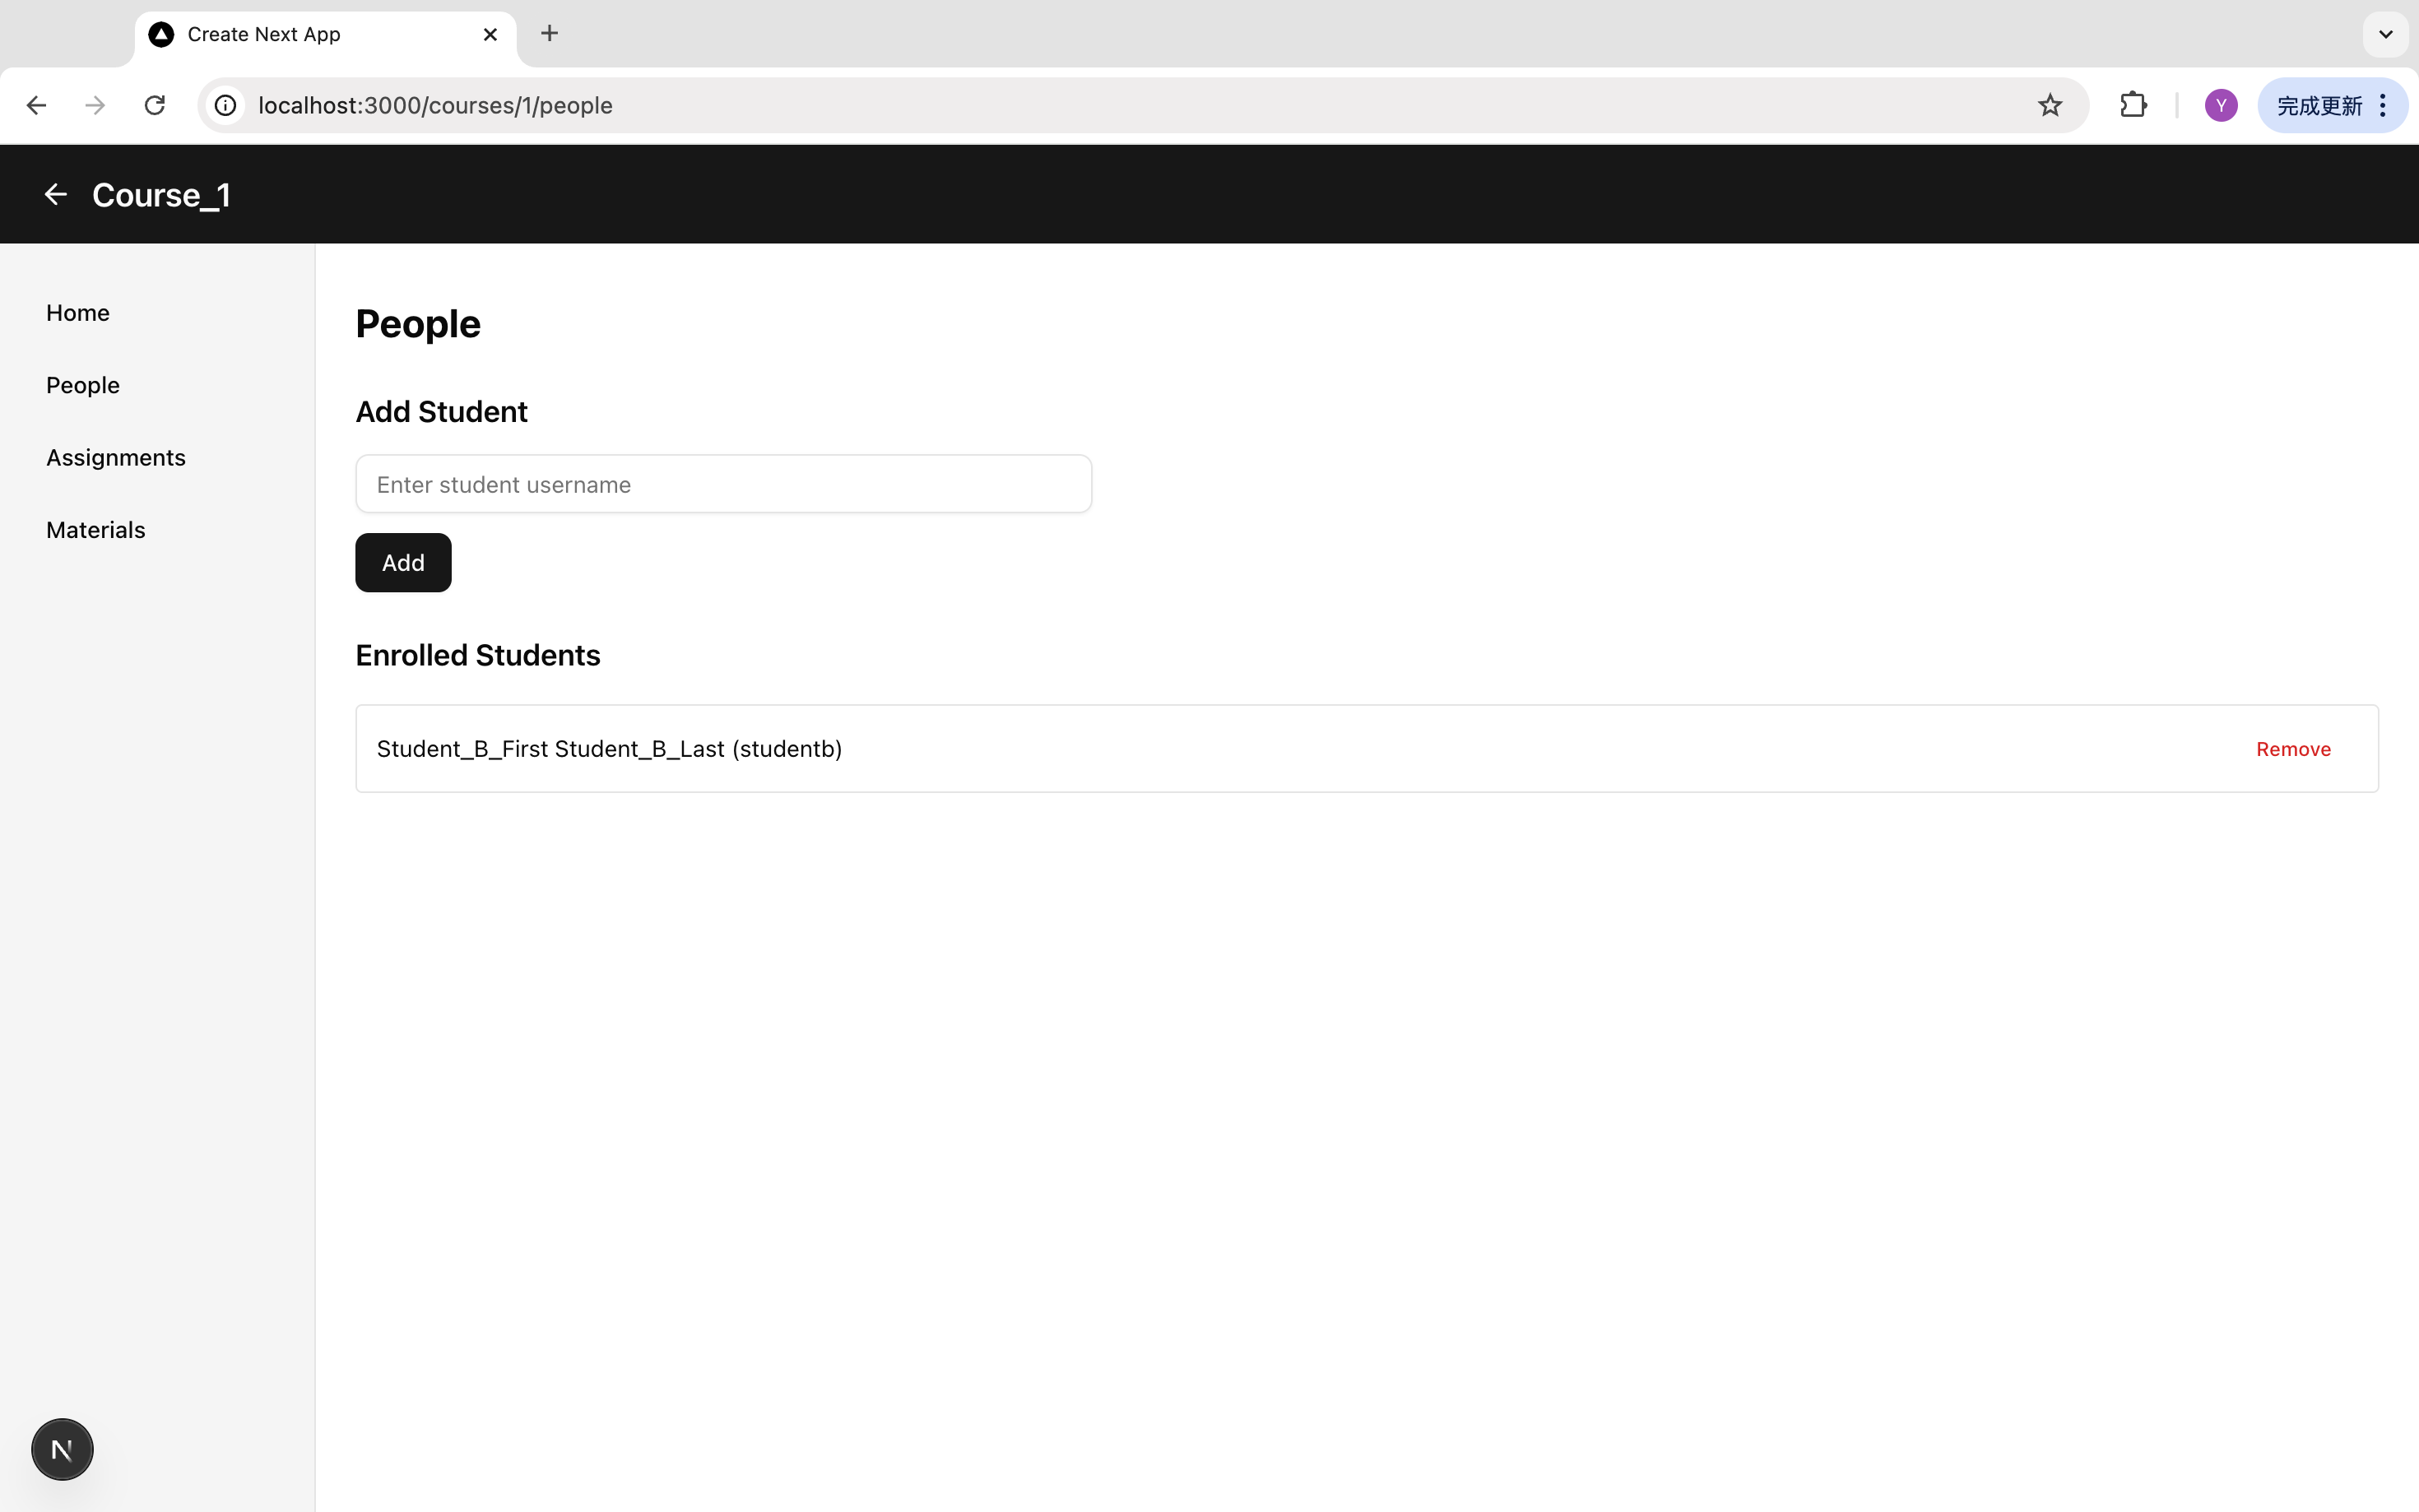 Create Next App
localhost:3000/courses/1/people
Y
完成更新
Course_1
Home
People
Assignments
Materials
People
Add Student
Enter student username
Add
Enrolled Students
Student_B_First Student_B_Last (studentb)
Remove
N